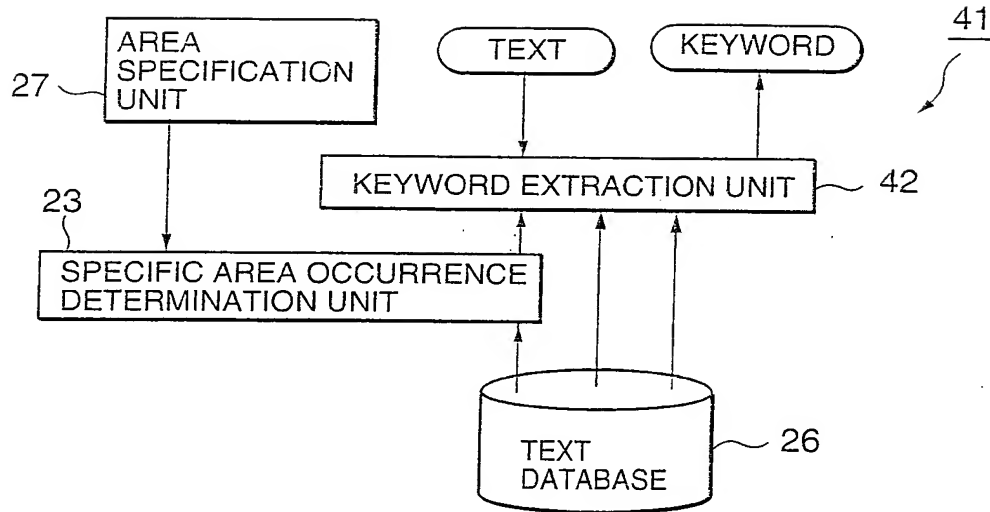 41
AREA
SPECIFICATION
UNIT
27
TEXT
KEYWORD
KEYWORD EXTRACTION UNIT
42
23
SPECIFIC AREA OCCURRENCE
DETERMINATION UNIT
TEXT
DATABASE
26